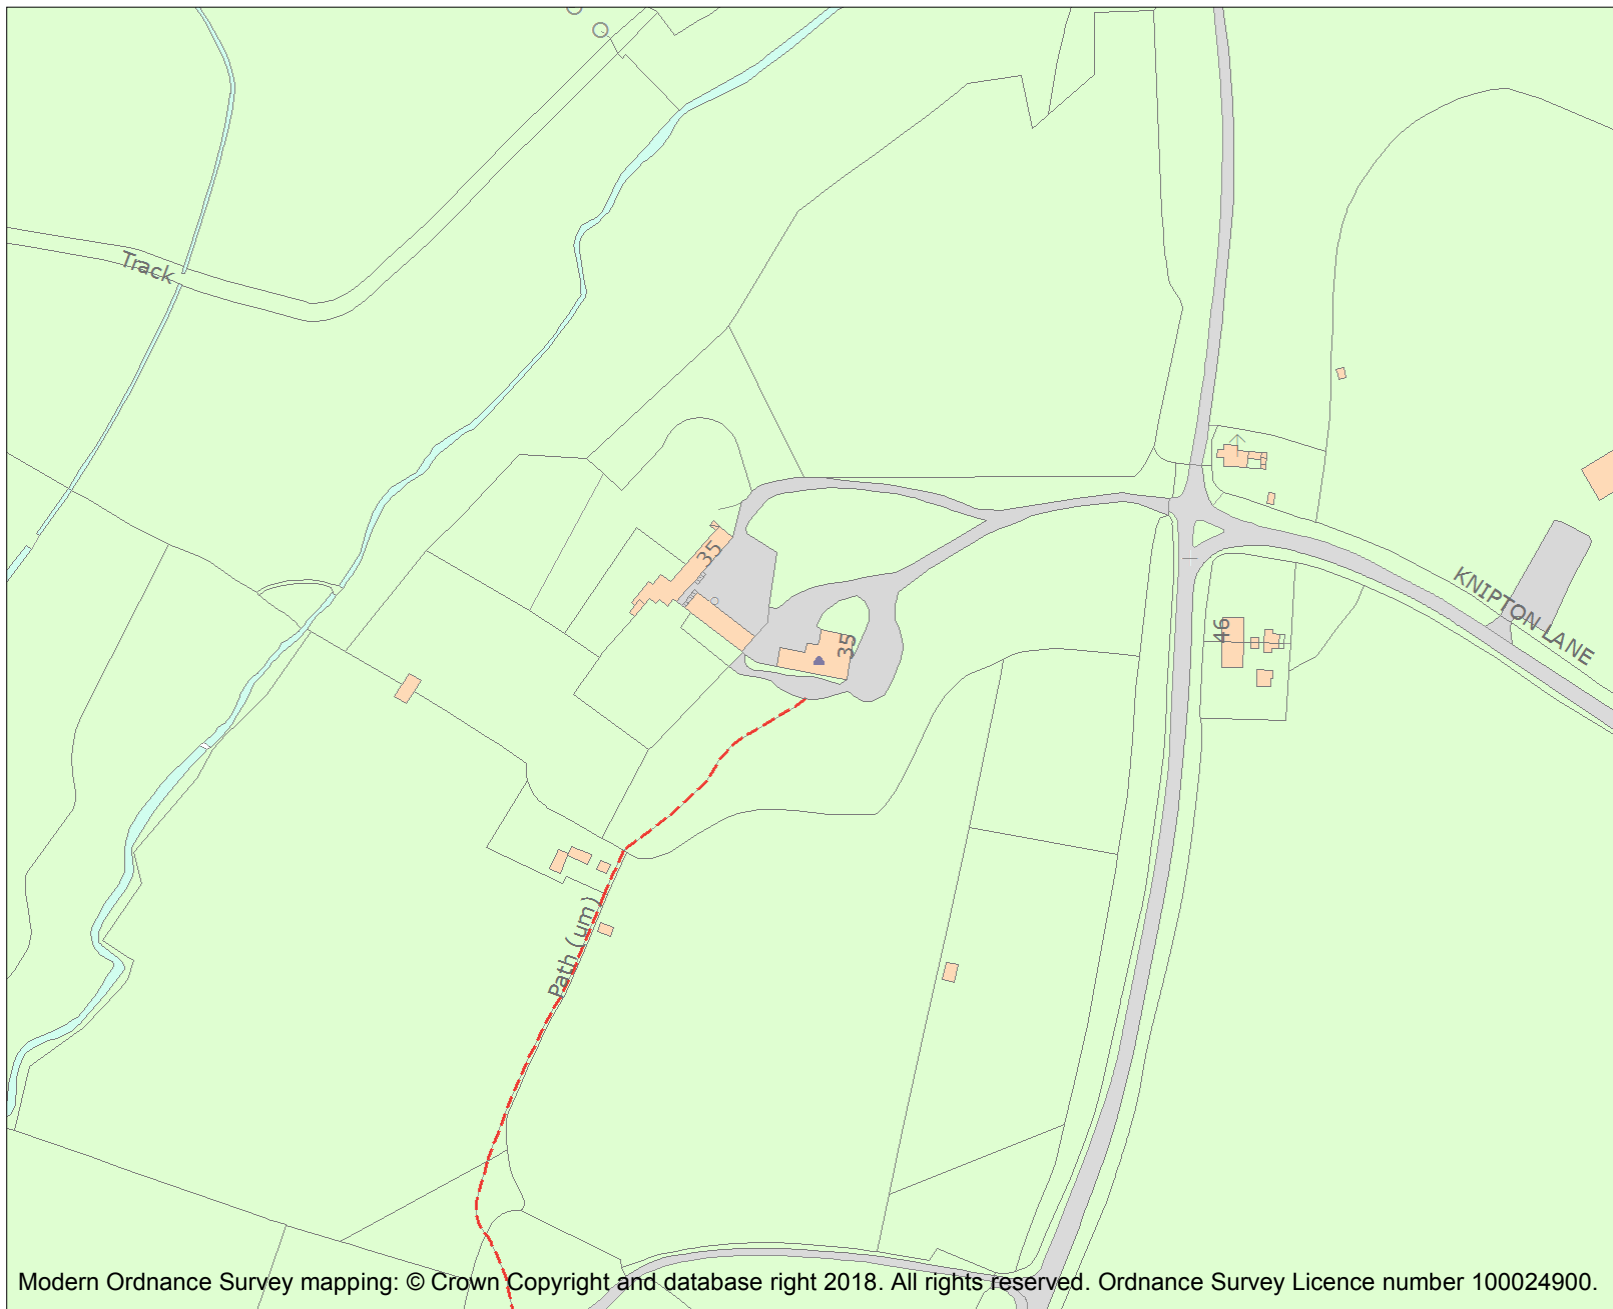 Track
35
KNIPTON LANE
35
46
Path (um)
Modern Ordnance Survey mapping: © Crown Copyright and database right 2018. All rights reserved. Ordnance Survey Licence number 100024900.